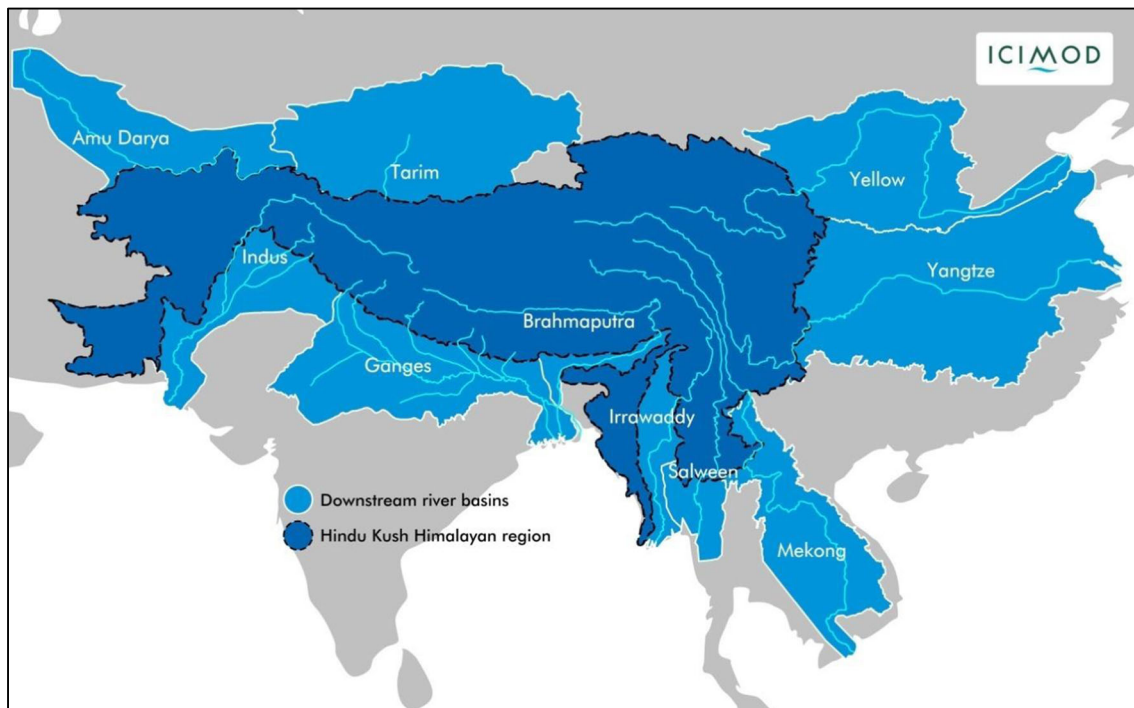 ICIMOD
Amu Darya
Tarim
Yellow
Indus
Yangtze
Brahmaputra
Ganges
Irrawaddy
Salween
Downstream river basins
Hindu Kush Himalayan region
Mekong